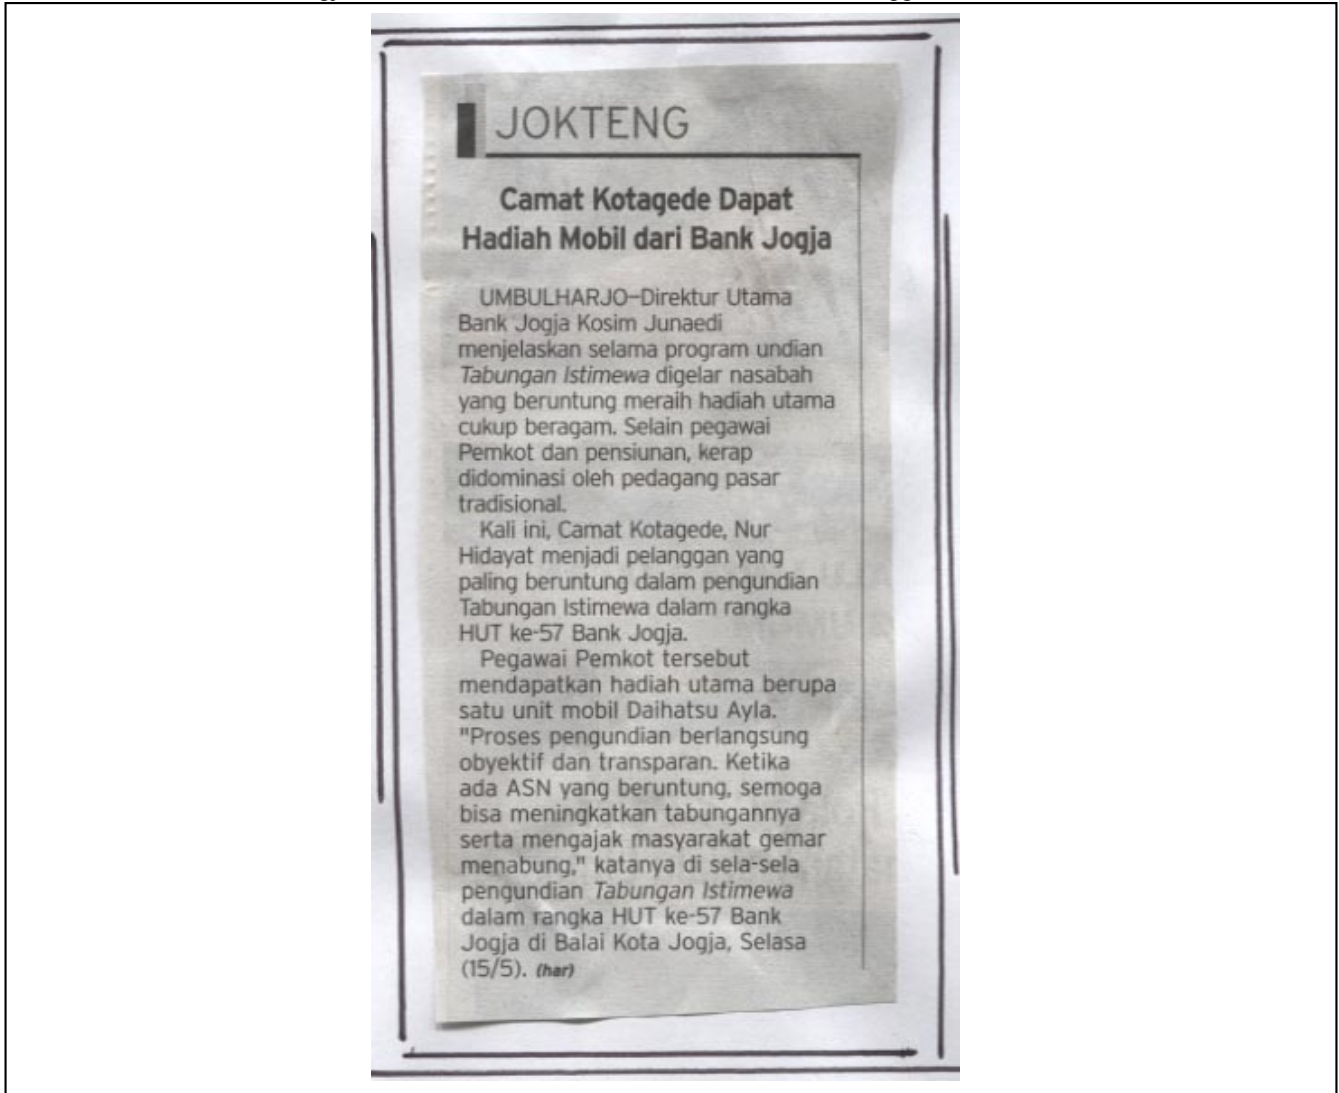 JOKTENG
Camat Kotagede Dapat
Hadiah Mobil dari Bank Jogja
UMBULHARJO–Direktur Utama
Bank Jogja Kosim Junaedi
menjelaskan selama program undian
Tabungan Istimewa digelar nasabah
yang beruntung meraih hadiah utama
cukup beragam. Selain pegawai
Pemkot dan pensiunan, kerap
didominasi oleh pedagang pasar
tradisional.
Kali ini, Camat Kotagede, Nur
Hidayat menjadi pelanggan yang
paling beruntung dalam pengundian
Tabungan Istimewa dalam rangka
HUT ke-57 Bank Jogja.
Pegawai Pemkot tersebut
mendapatkan hadiah utama berupa
satu unit mobil Daihatsu Ayla.
"Proses pengundian berlangsung
obyektif dan transparan. Ketika
ada ASN yang beruntung, semoga
bisa meningkatkan tabungannya
serta mengajak masyarakat gemar
menabung," katanya di sela-sela
pengundian Tabungan Istimewa
dalam rangka HUT ke-57 Bank
Jogja di Balai Kota Jogja, Selasa
(15/5). (har)